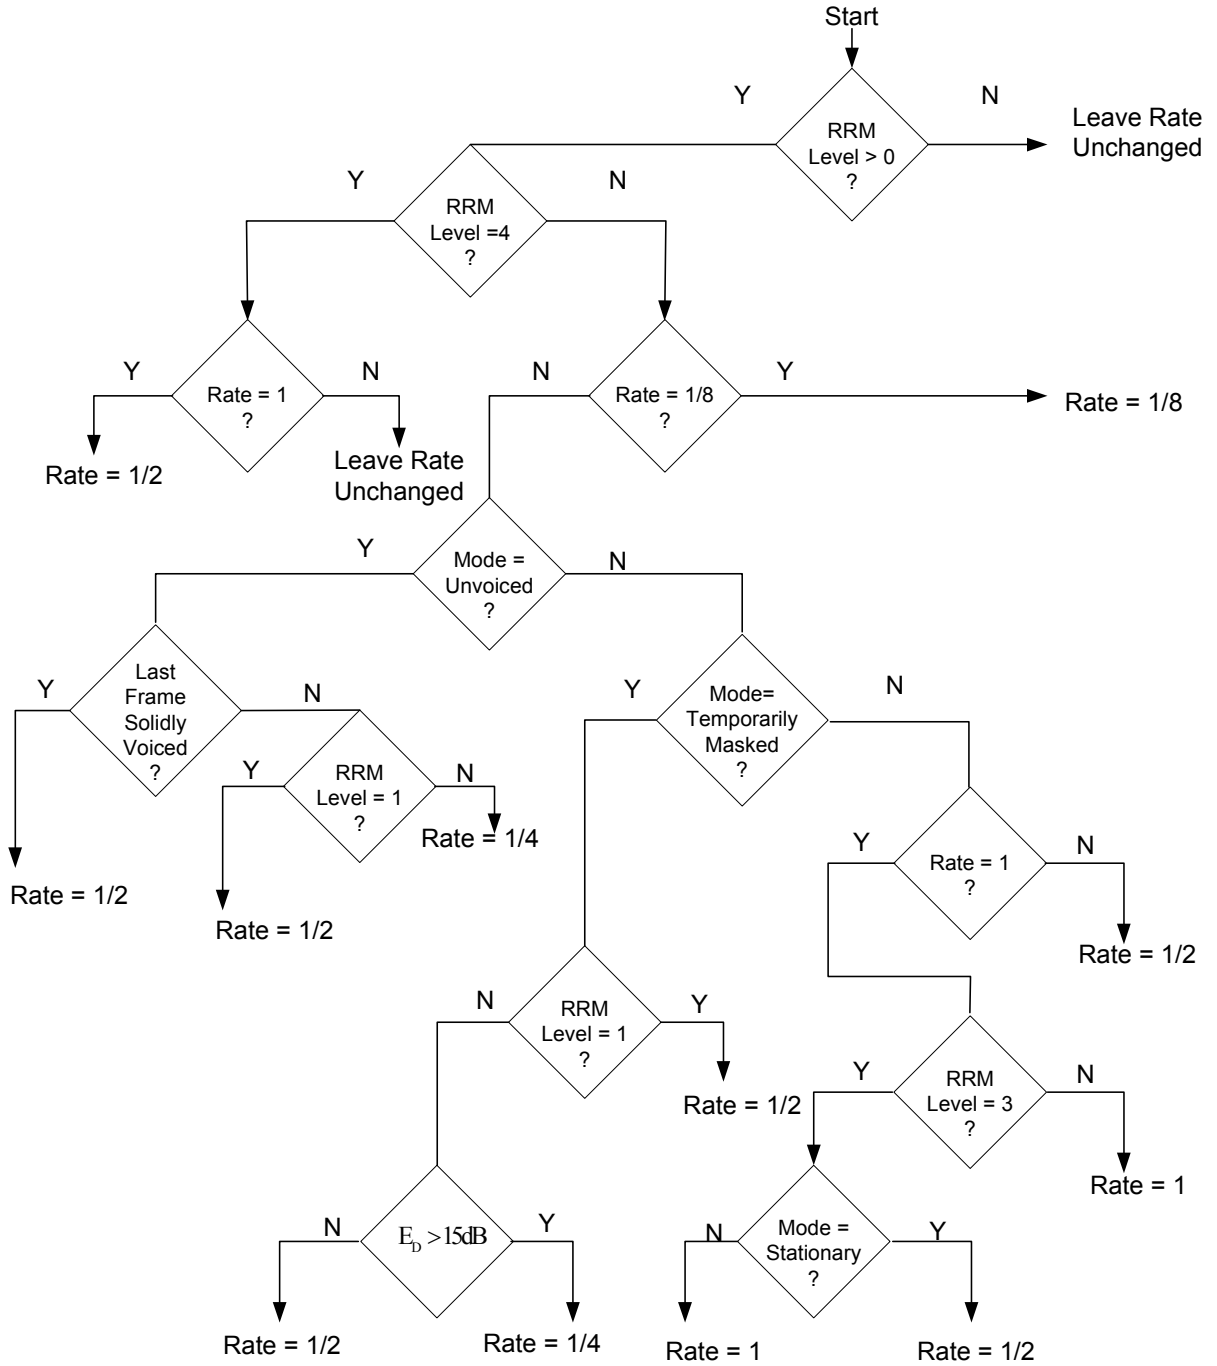 Start
Y
N
RRM
Level > 0
?
Leave Rate
Unchanged
Y
N
RRM
Level =4
?
Y
N
Rate = 1
?
N
Y
Rate = 1/8
?
Rate = 1/8
Rate = 1/2
Leave Rate
Unchanged
Y
N
Mode =
Unvoiced
?
Y
N
Last
Frame
Solidly
Voiced
?
Y
N
Mode=
Temporarily
Masked
?
Y
N
RRM
Level = 1
?
Rate = 1/4
Y
N
Rate = 1
?
Rate = 1/2
Rate = 1/2
Rate = 1/2
N
Y
RRM
Level = 1
?
Rate = 1/2
Y
N
RRM
Level = 3
?
Rate = 1
N
Y
E_D >15dB
N
Y
Mode =
Stationary
?
Rate = 1/2
Rate = 1/4
Rate = 1
Rate = 1/2